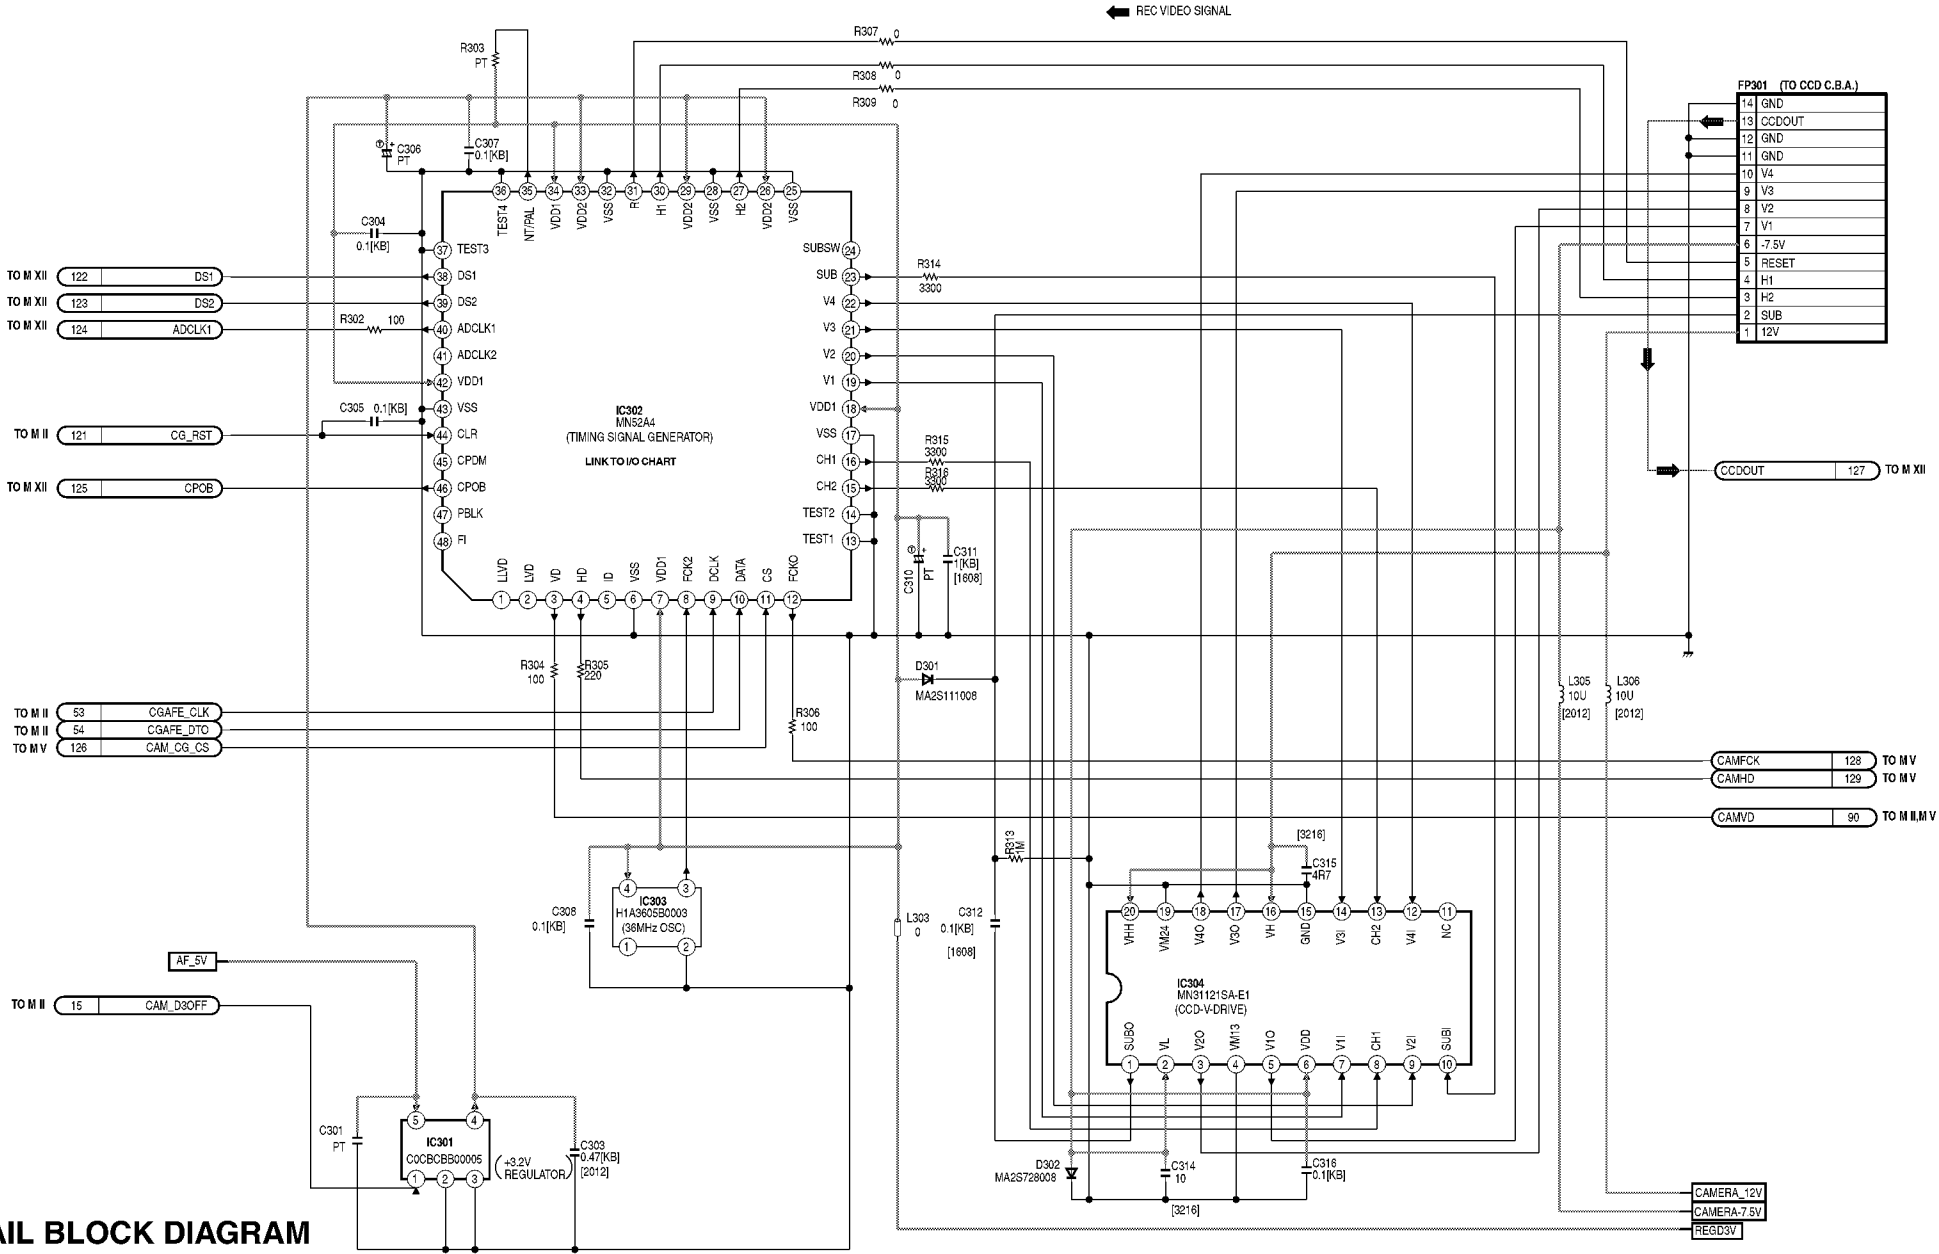 REC VIDEO SIGNAL
R307 0
R308 0
R309 0
R303
PT
C306
PT
C307
0.1[KB]
FP301 (TO CCD C.B.A.)
14 GND
13 CCDOUT
12 GND
11 GND
10 V4
9 V3
8 V2
7 V1
6 -7.5V
5 RESET
4 H1
3 H2
2 SUB
1 12V
36 35 34 33 32 31 30 29 28 27 26 25
TEST4 NT/PAL VDD1 VDD2 VSS R H1 VDD2 VSS H2 VDD2 VSS
C304
0.1[KB]
37 TEST3
38 DS1
39 DS2
40 ADCLK1
41 ADCLK2
42 VDD1
43 VSS
44 CLR
45 CPDM
46 CPOB
47 PBLK
48 FI
SUBSW 24
SUB 23
V4 22
V3 21
V2 20
V1 19
VDD1 18
VSS 17
CH1 16
CH2 15
TEST2 14
TEST1 13
TO M XII 122 DS1
TO M XII 123 DS2
TO M XII 124 ADCLK1
R302 100
C305 0.1[KB]
TO M II 121 CG_RST
TO M XII 125 CPOB
IC302
MN52A4
(TIMING SIGNAL GENERATOR)
LINK TO I/O CHART
R314
3300
R315
3300
R316
3300
CCDOUT 127 TO M XII
C310
PT
C311
1[KB]
[1608]
LLVD LVD VD HD ID VSS VDD1 FCK2 DCLK DATA CS FCKO
1 2 3 4 5 6 7 8 9 10 11 12
R304
100
R305
220
D301
MA2S111008
L305
10U
[2012]
L306
10U
[2012]
TO M II 53 CGAFE_CLK
TO M II 54 CGAFE_DTO
TO M V 126 CAM_CG_CS
R306
100
CAMFCK 128 TO M V
CAMHD 129 TO M V
CAMVD 90 TO M II,M V
R313
1M
[3216]
C315
4R7
4 3
IC303
H1A3605B0003
(36MHz OSC)
1 2
C308
0.1[KB]
L303
0
C312
0.1[KB]
[1608]
20 19 18 17 16 15 14 13 12 11
VHH VM24 V4O V3O VH GND V3I CH2 V4I NC
IC304
MN31121SA-E1
(CCD-V-DRIVE)
SUBO VL V2O VM13 V1O VDD V1I CH1 V2I SUBI
1 2 3 4 5 6 7 8 9 10
AF_5V
TO M II 15 CAM_D3OFF
C301
PT
5 4
IC301
C0CBCBB00005
1 2 3
(+3.2V
REGULATOR)
C303
0.47[KB]
[2012]
D302
MA2S728008
C314
10
[3216]
C316
0.1[KB]
CAMERA_12V
CAMERA-7.5V
REGD3V
AIL BLOCK DIAGRAM